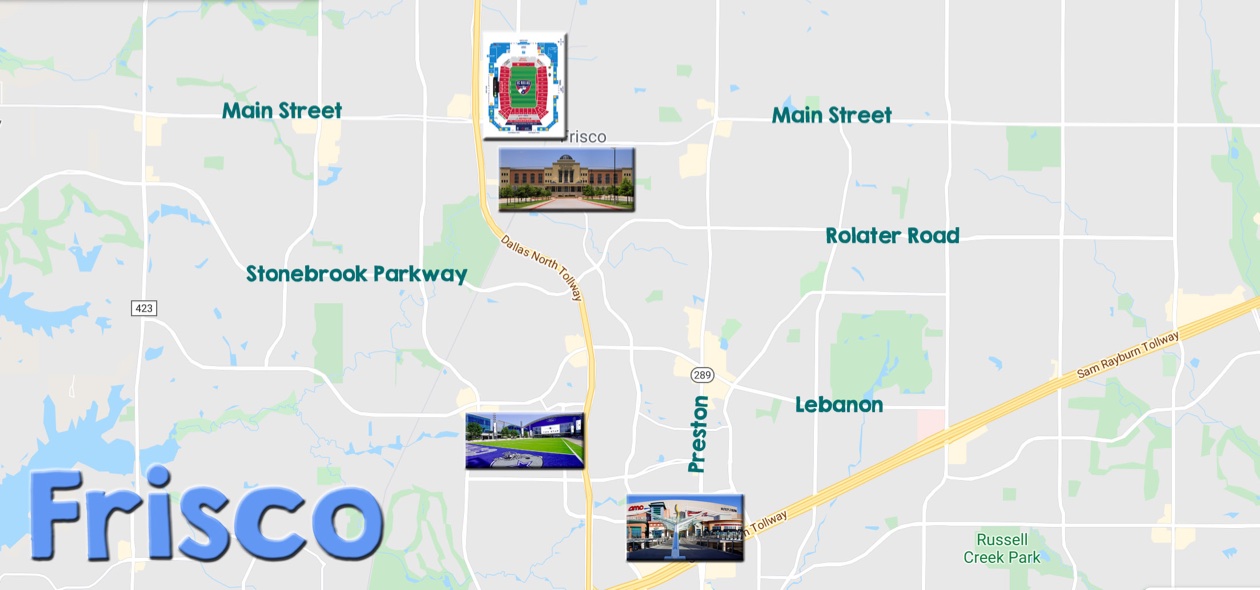 Main Street
Main Street
Frisco
Rolater Road
Dallas North Tollway
Stonebrook Parkway
423
Sam Rayburn Tollway
289
Lebanon
Preston
Frisco
amc
n Tollway
Russell
Creek Park